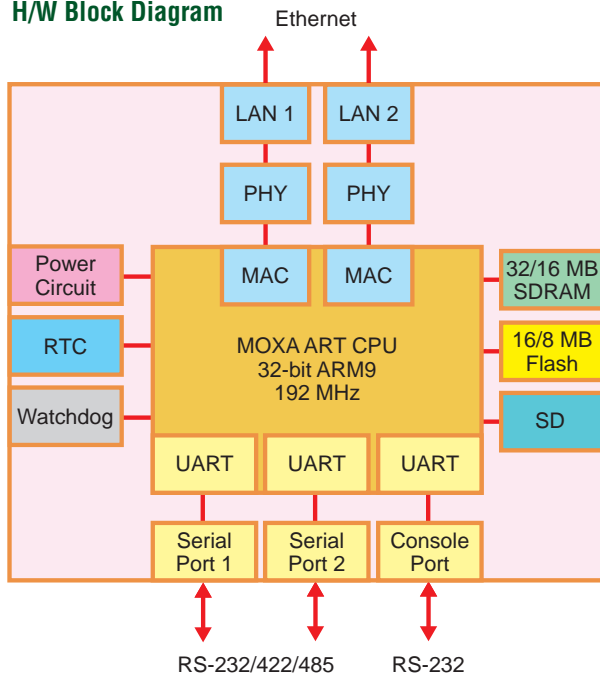 H/W Block Diagram
Ethernet
LAN 1
LAN 2
PHY
PHY
MAC
MAC
Power
Circuit
RTC
Watchdog
MOXA ART CPU
32-bit ARM9
192 MHz
32/16 MB
SDRAM
16/8 MB
Flash
SD
UART
UART
UART
Serial
Port 1
Serial
Port 2
Console
Port
RS-232/422/485
RS-232